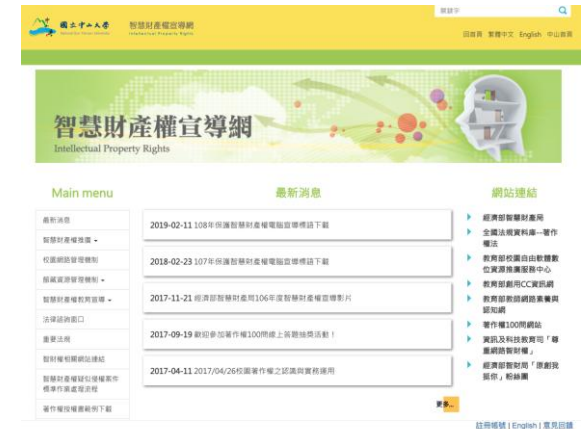 關鍵字
國立中山大學
智慧財產權宣導網
Intellectual Property Rights
回首頁 繁體中文 English 中山首頁
智慧財產權宣導網
Intellectual Property Rights
Main menu
最新消息
智慧財產權推廣
校園網路管理機制
館藏資源管理機制
智慧財產權教育宣導
法律諮詢窗口
重要法規
智財權相關網站連結
智慧財產權疑似侵權案件
標準作業處理流程
著作權授權書範例下載
最新消息
2019-02-11 108年保護智慧財產權電腦宣導標語下載
2018-02-23 107年保護智慧財產權電腦宣導標語下載
2017-11-21 經濟部智慧財產局106年度智慧財產權宣導影片
2017-09-19 歡迎參加著作權100問線上答題抽獎活動！
2017-04-11 2017/04/26校園著作權之認識與實務運用
更多...
網站連結
經濟部智慧財產局
全國法規資料庛--著作
權法
教育部校園自由軟體數
位資源推廣服務中心
教育部創用CC資訊網
教育部教師網路素養與
認知網
著作權100問網站
資訊及科技教育司「尊
重網路智財權」
經濟部智財局「原創我
挺你」粉絲團
註冊帳號 | English | 意見回饋